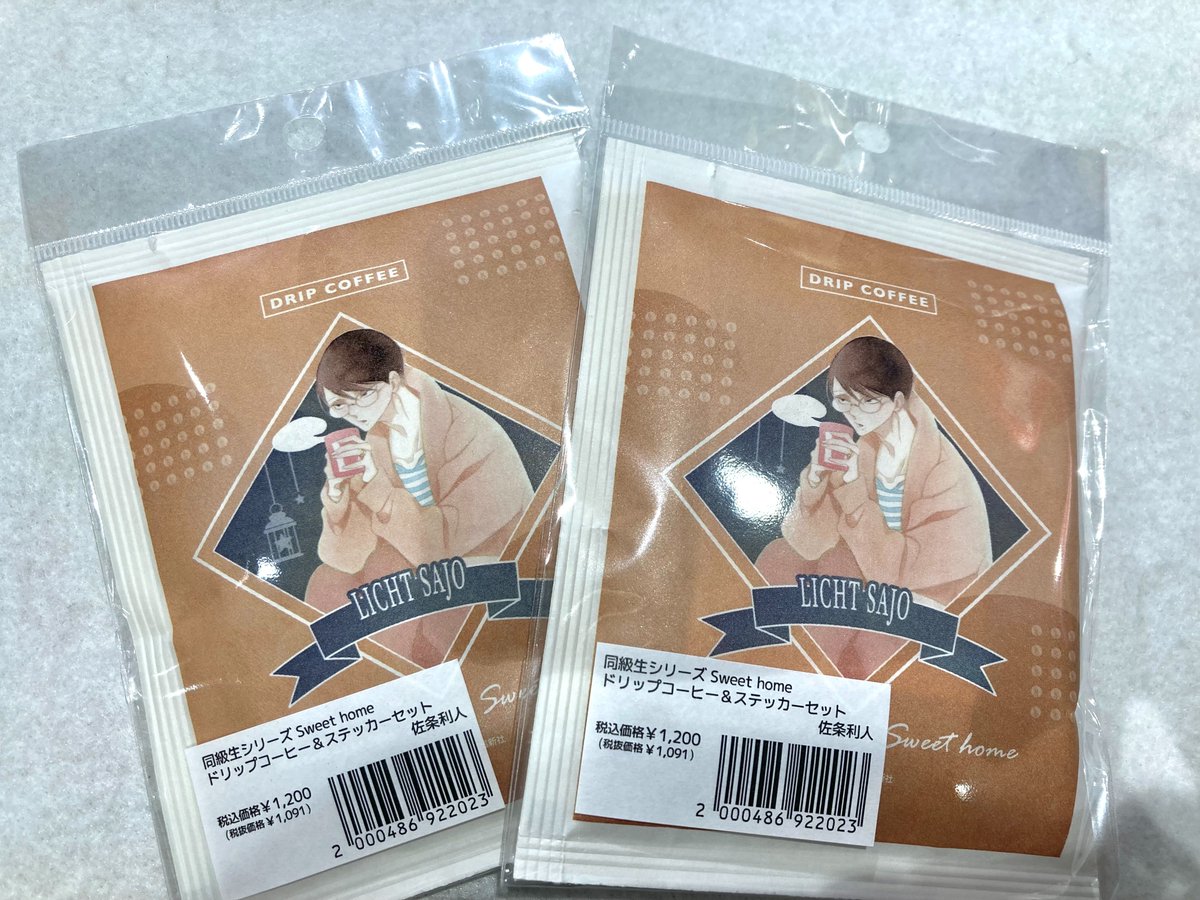 DRIP COFFEE
LICHT SAJO
同級生シリーズ Sweet home
ドリップコーヒー＆ステッカーセット
佐条利人
税込価格￥1,200
(税抜価格￥1,091)
2 000486 922023
DRIP COFFEE
LICHT SAJO
Sweet home
同級生シリーズ Sweet home
ドリップコーヒー＆ステッカーセット
佐条利人
税込価格￥1,200
(税抜価格￥1,091)
2 000486 922023